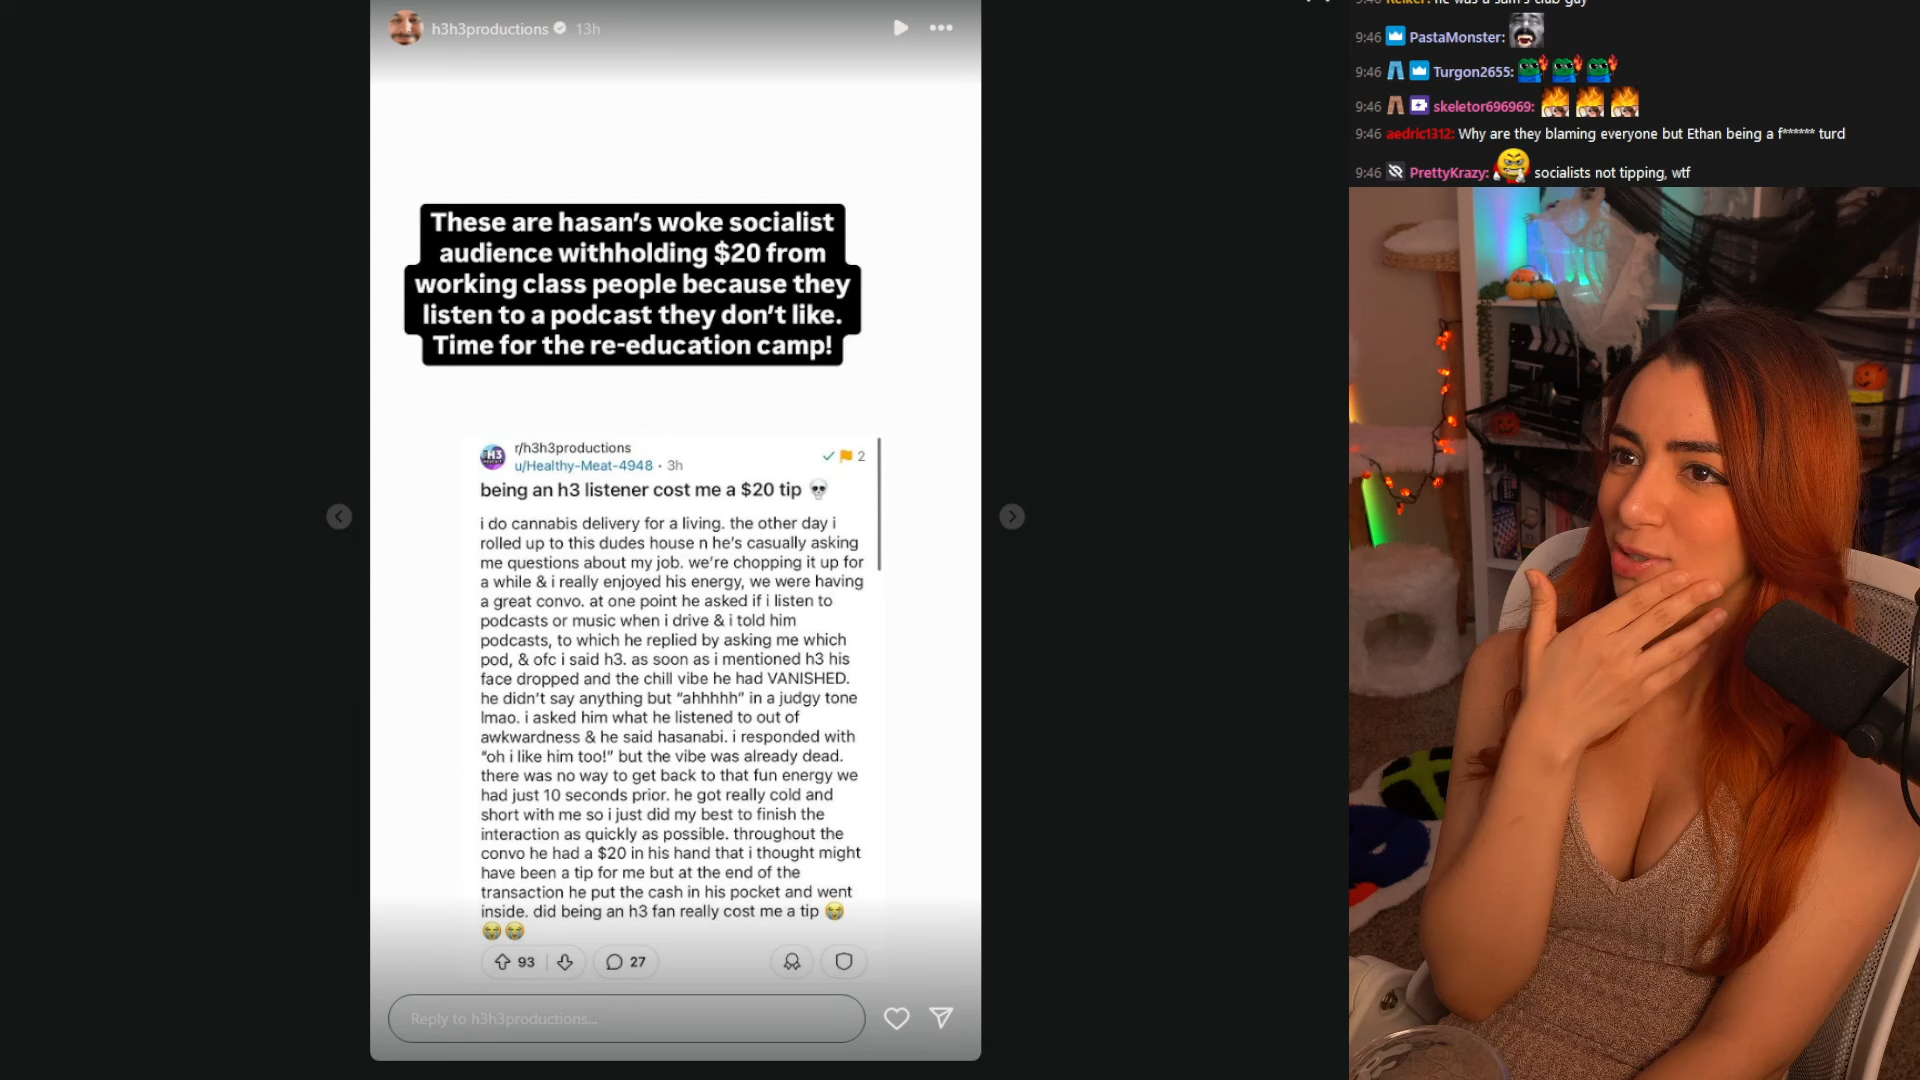 h3h3productions 13h
These are hasan's woke socialist
audience withholding $20 from
working class people because they
listen to a podcast they don't like.
Time for the re-education camp!
r/h3h3productions
u/Healthy-Meat-4948 • 3h
2
being an h3 listener cost me a $20 tip 💀
i do cannabis delivery for a living. the other day i
rolled up to this dudes house n he's casually asking
me questions about my job. we're chopping it up for
a while & i really enjoyed his energy, we were having
a great convo. at one point he asked if i listen to
podcasts or music when i drive & i told him
podcasts, to which he replied by asking me which
pod, & ofc i said h3. as soon as i mentioned h3 his
face dropped and the chill vibe he had VANISHED.
he didn't say anything but "ahhhhh" in a judgy tone
lmao. i asked him what he listened to out of
awkwardness & he said hasanabi. i responded with
"oh i like him too!" but the vibe was already dead.
there was no way to get back to that fun energy we
had just 10 seconds prior. he got really cold and
short with me so i just did my best to finish the
interaction as quickly as possible. throughout the
convo he had a $20 in his hand that i thought might
have been a tip for me but at the end of the
transaction he put the cash in his pocket and went
inside. did being an h3 fan really cost me a tip 😭
😭😭
93 27
Reply to h3h3productions...
9:46 PastaMonster:
9:46 Turgon2655:
9:46 skeletor696969:
9:46 aedric1312: Why are they blaming everyone but Ethan being a f****** turd
9:46 PrettyKrazy: socialists not tipping, wtf